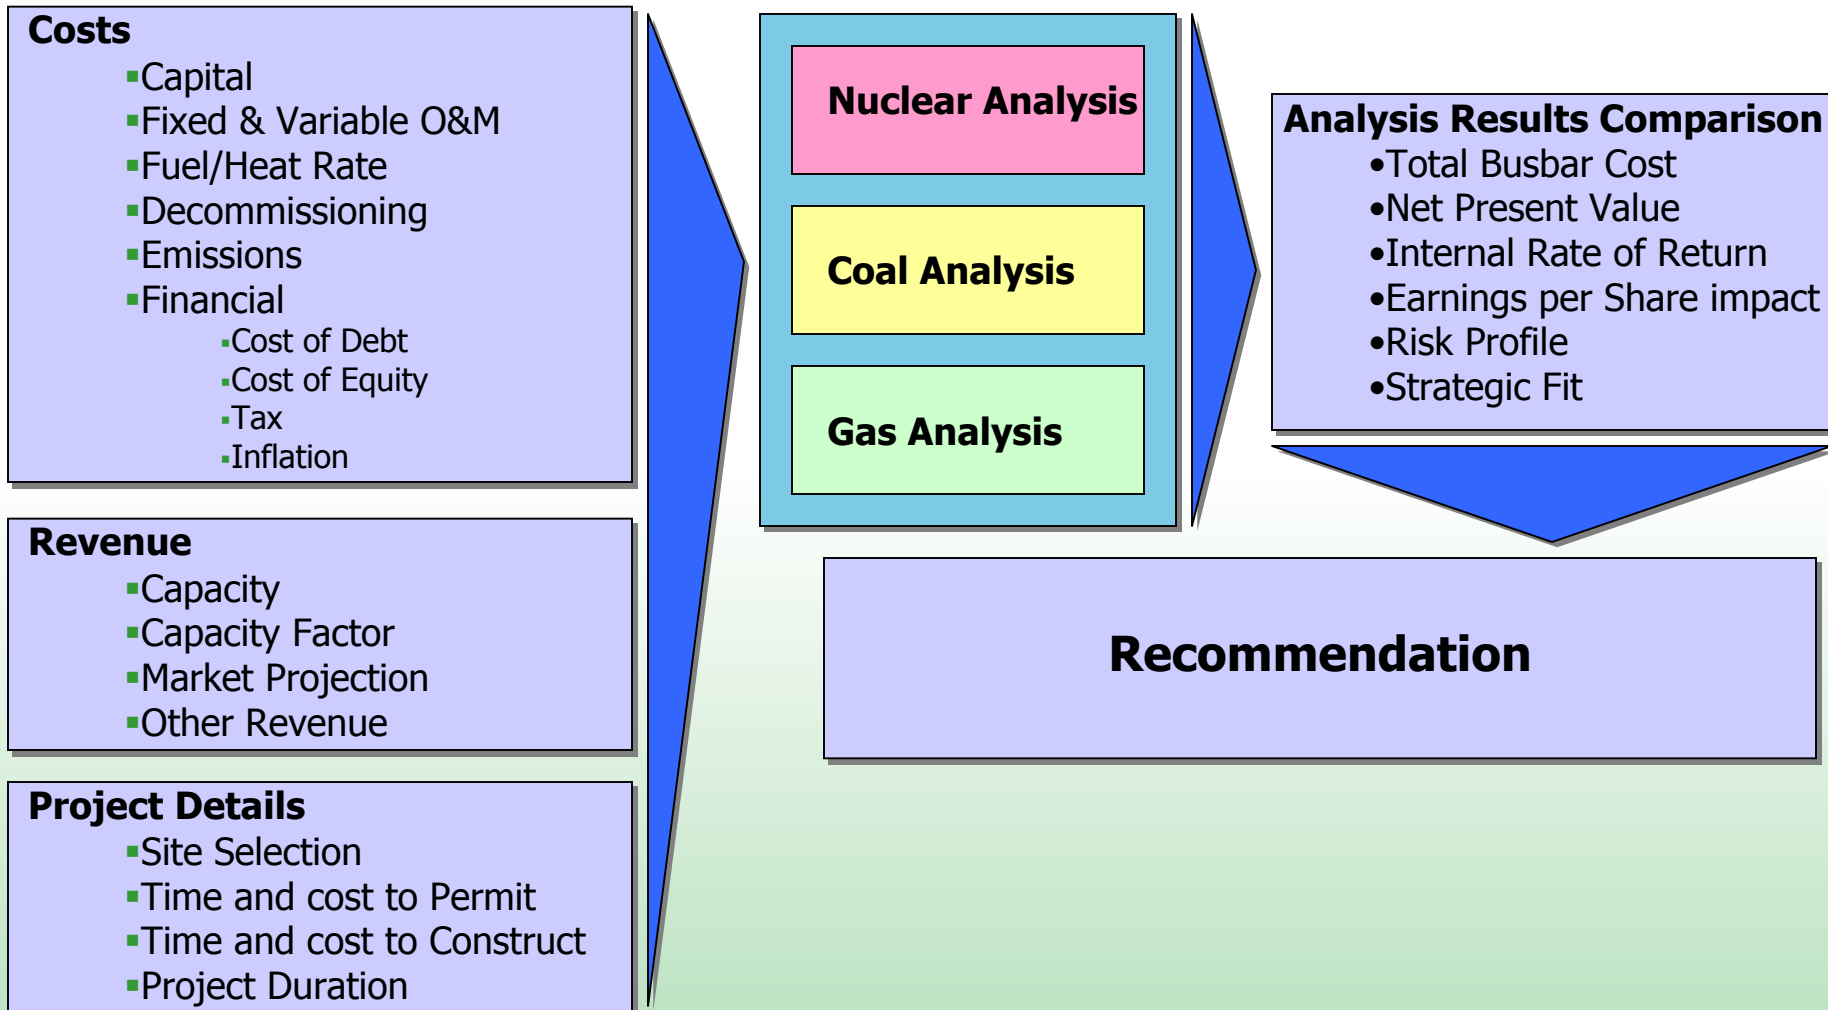 Costs
▪Capital
▪Fixed & Variable O&M
▪Fuel/Heat Rate
▪Decommissioning
▪Emissions
▪Financial
▪Cost of Debt
▪Cost of Equity
▪Tax
▪Inflation
Revenue
▪Capacity
▪Capacity Factor
▪Market Projection
▪Other Revenue
Project Details
▪Site Selection
▪Time and cost to Permit
▪Time and cost to Construct
▪Project Duration
Nuclear Analysis
Coal Analysis
Gas Analysis
Analysis Results Comparison
•Total Busbar Cost
•Net Present Value
•Internal Rate of Return
•Earnings per Share impact
•Risk Profile
•Strategic Fit
Recommendation